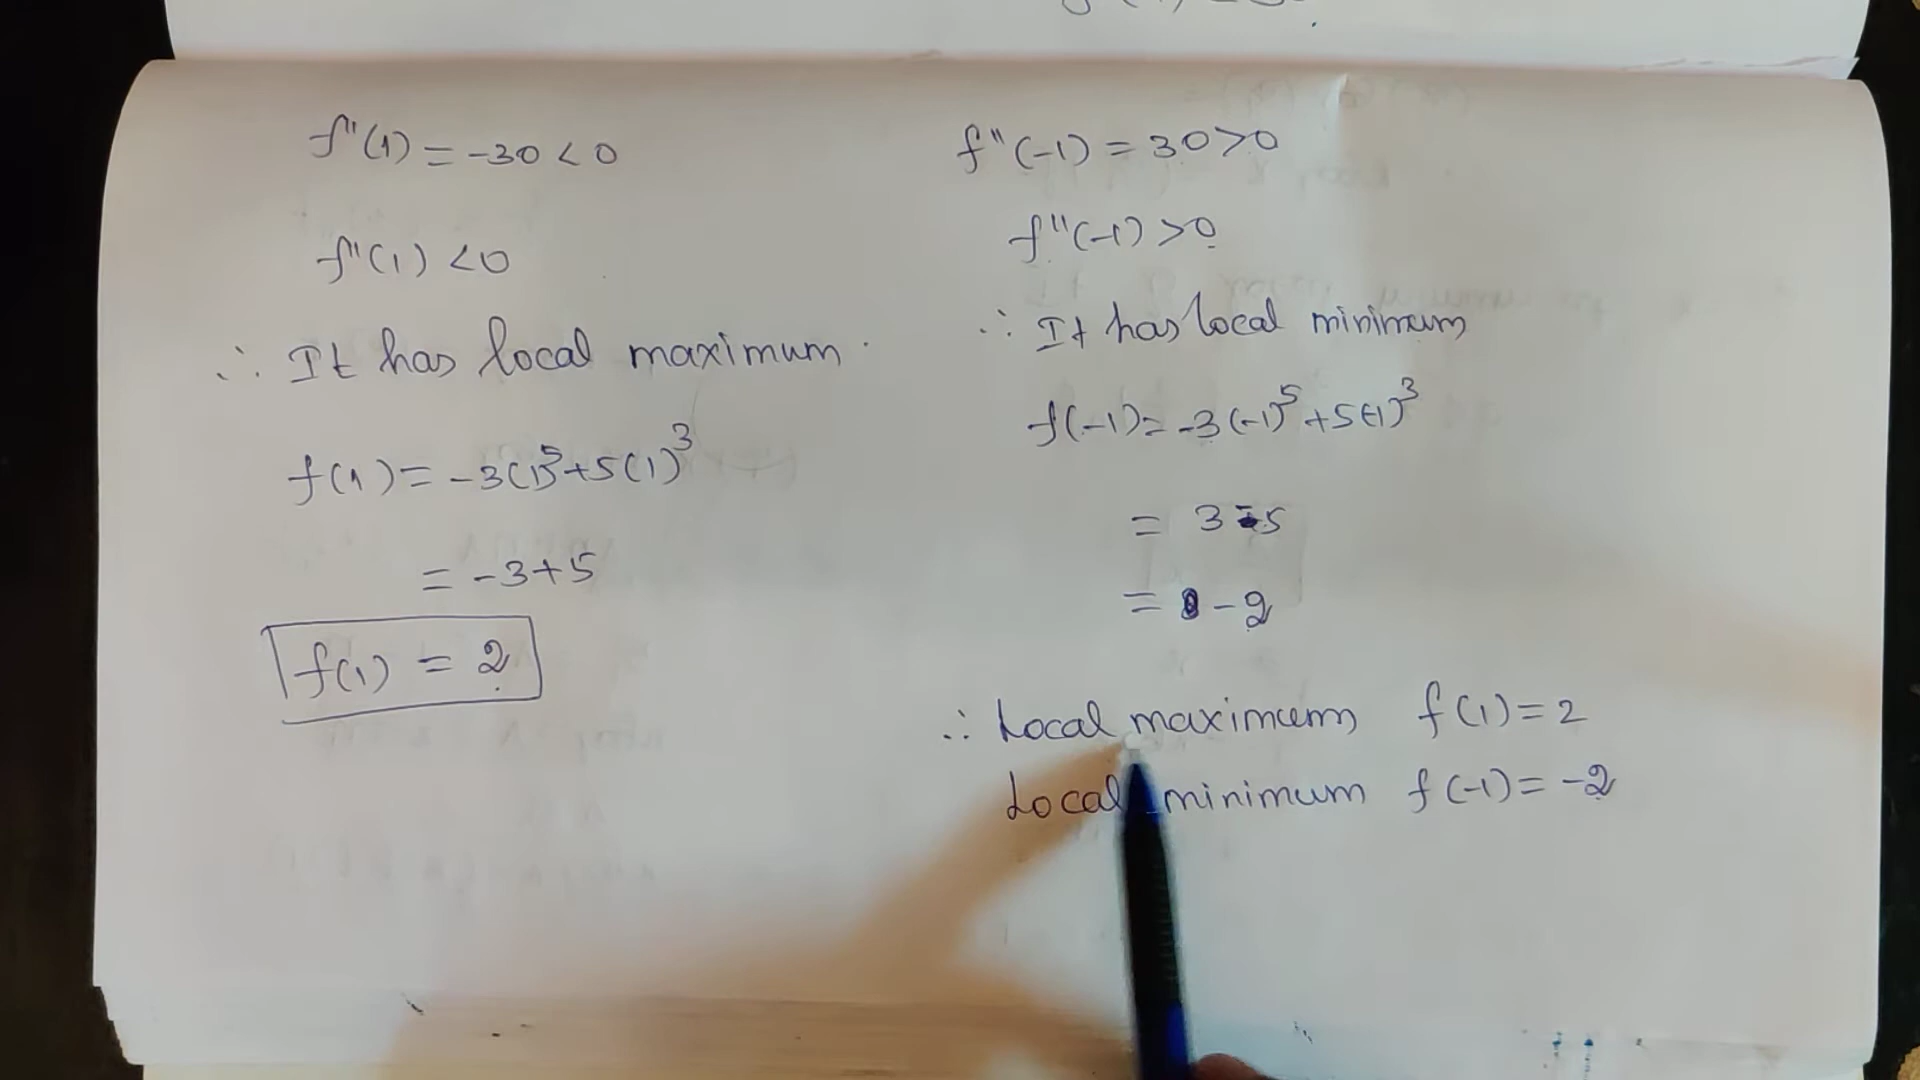 f''(1) = -30 < 0
f''(1) < 0
∴ It has local maximum.
f(1) = -3(1)⁵+5(1)³
= -3+5
f(1) = 2
f''(-1) = 30>0
f''(-1) >0
∴ It has local minimum
f(-1) = -3(-1)⁵+5(-1)³
= 3-5
= -2
∴ Local maximum f(1) = 2
Local minimum f(-1) = -2